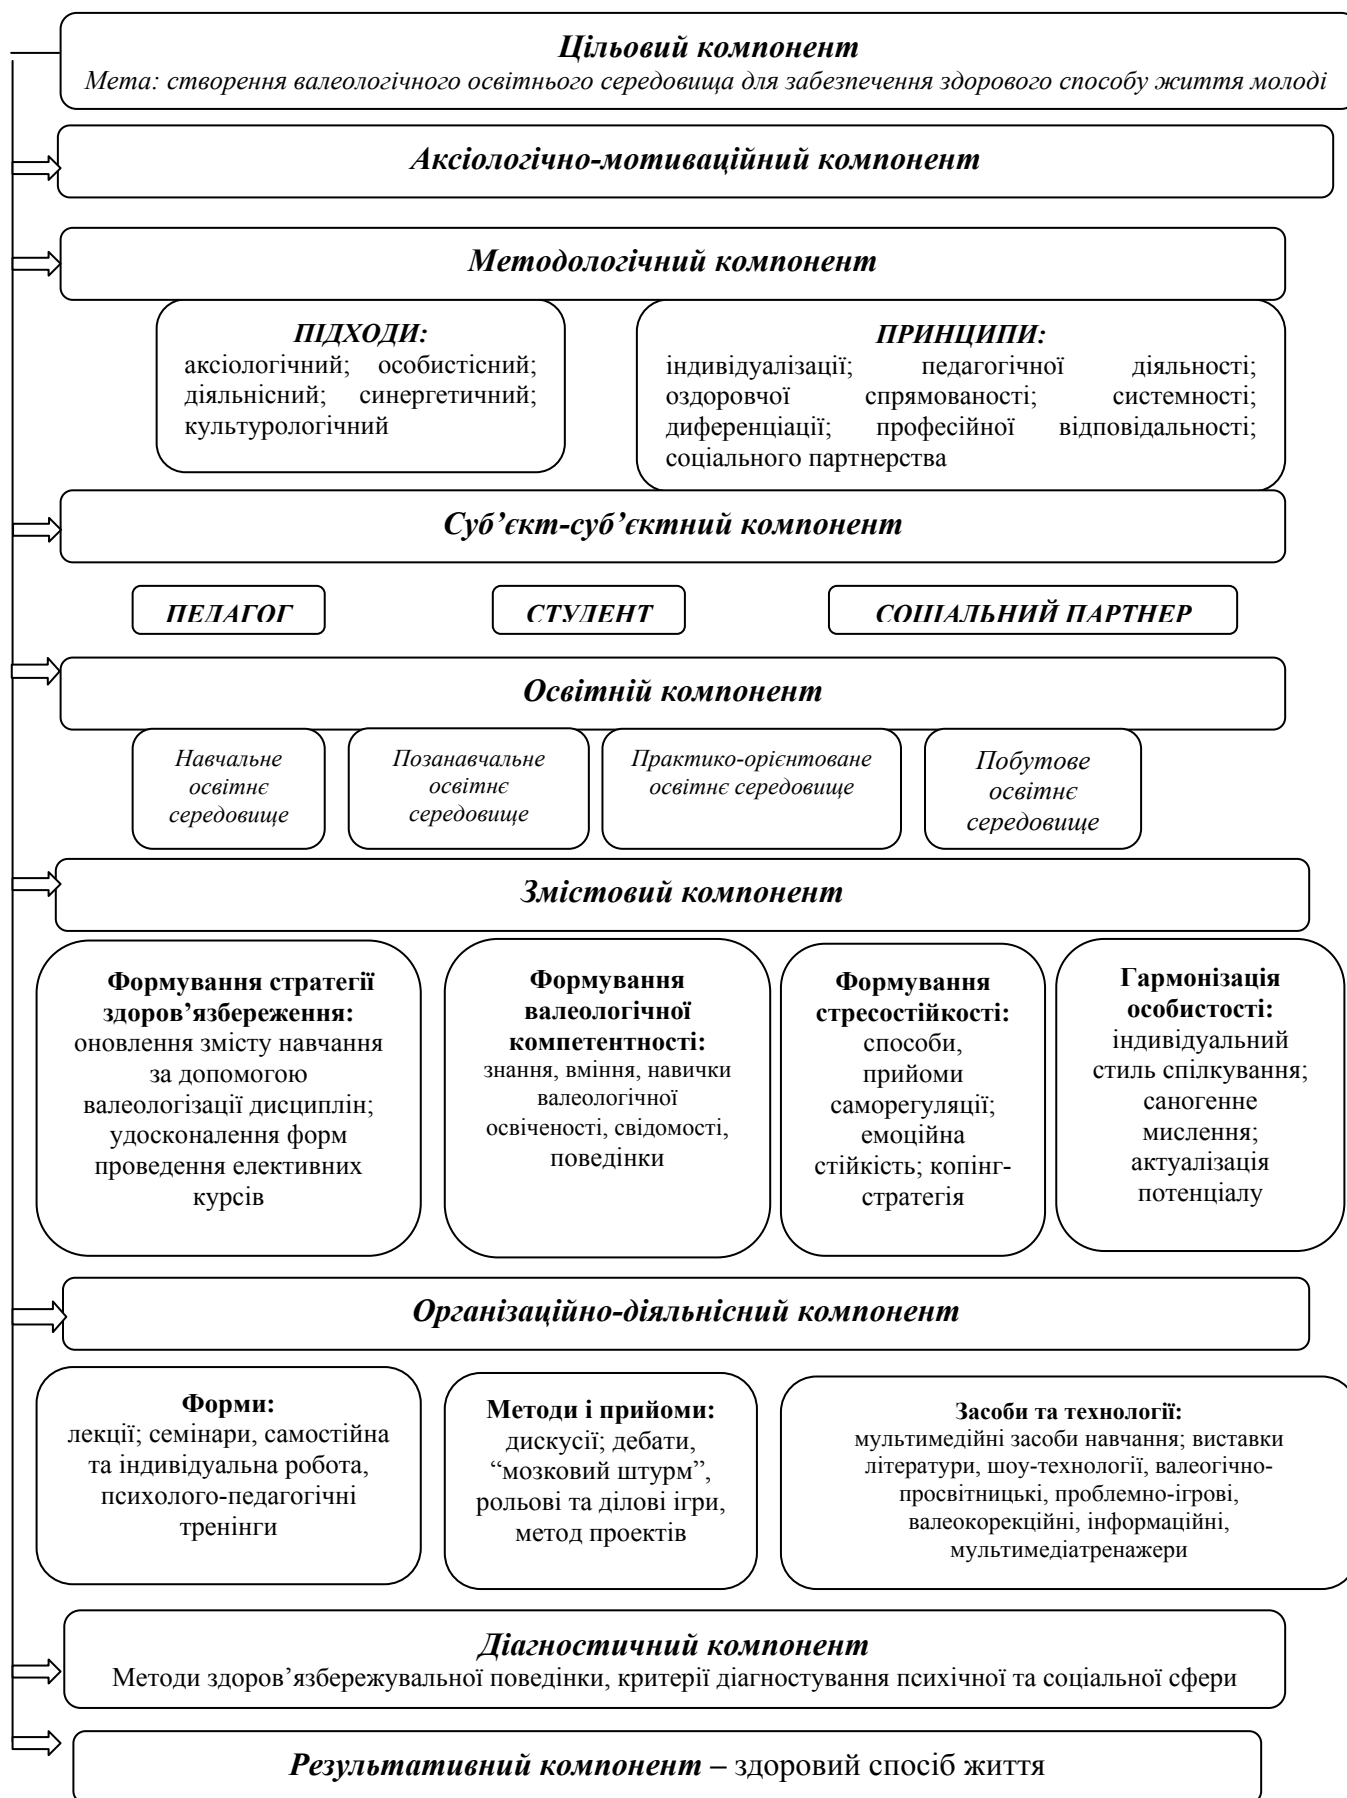 Цільовий компонент
Мета: створення валеологічного освітнього середовища для забезпечення здорового способу життя молоді
Аксіологічно-мотиваційний компонент
Методологічний компонент
ПІДХОДИ:
аксіологічний; особистісний;
діяльнісний; синергетичний;
культурологічний
ПРИНЦИПИ:
індивідуалізації; педагогічної діяльності;
оздоровчої спрямованості; системності;
диференціації; професійної відповідальності;
соціального партнерства
Суб’єкт-суб’єктний компонент
ПЕДАГОГ
СТУДЕНТ
СОЦІАЛЬНИЙ ПАРТНЕР
Освітній компонент
Навчальне
освітнє
середовище
Позанавчальне
освітнє
середовище
Практико-орієнтоване
освітнє середовище
Побутове
освітнє
середовище
Змістовий компонент
Формування стратегії
здоров’язбереження:
оновлення змісту навчання
за допомогою
валеологізації дисциплін;
удосконалення форм
проведення елективних
курсів
Формування
валеологічної
компетентності:
знання, вміння, навички
валеологічної
освіченості, свідомості,
поведінки
Формування
стресостійкості:
способи,
прийоми
саморегуляції;
емоційна
стійкість; копінг-
стратегія
Гармонізація
особистості:
індивідуальний
стиль спілкування;
саногенне
мислення;
актуалізація
потенціалу
Організаційно-діяльнісний компонент
Форми:
лекції; семінари, самостійна
та індивідуальна робота,
психолого-педагогічні
тренінги
Методи і прийоми:
дискусії; дебати,
“мозковий штурм”,
рольові та ділові ігри,
метод проектів
Засоби та технології:
мультимедійні засоби навчання; виставки
літератури, шоу-технології, валеогічно-
просвітницькі, проблемно-ігрові,
валеокорекційні, інформаційні,
мультимедіатренажери
Діагностичний компонент
Методи здоров’язбережувальної поведінки, критерії діагностування психічної та соціальної сфери
Результативний компонент – здоровий спосіб життя